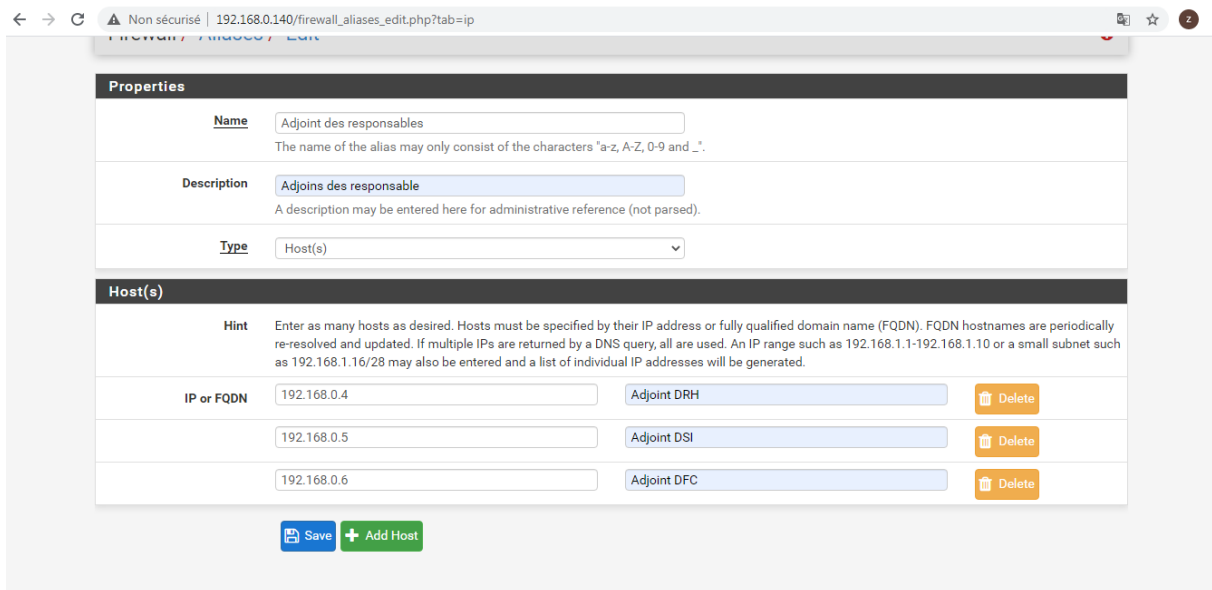 Non sécurisé | 192.168.0.140/firewall_aliases_edit.php?tab=ip
z
Firewall / Aliases / Edit
Properties
Name
Adjoint des responsables
The name of the alias may only consist of the characters "a-z, A-Z, 0-9 and _".
Description
Adjoins des responsable
A description may be entered here for administrative reference (not parsed).
Type
Host(s)
Host(s)
Hint
Enter as many hosts as desired. Hosts must be specified by their IP address or fully qualified domain name (FQDN). FQDN hostnames are periodically
re-resolved and updated. If multiple IPs are returned by a DNS query, all are used. An IP range such as 192.168.1.1-192.168.1.10 or a small subnet such
as 192.168.1.16/28 may also be entered and a list of individual IP addresses will be generated.
IP or FQDN
192.168.0.4
Adjoint DRH
Delete
192.168.0.5
Adjoint DSI
Delete
192.168.0.6
Adjoint DFC
Delete
Save
Add Host